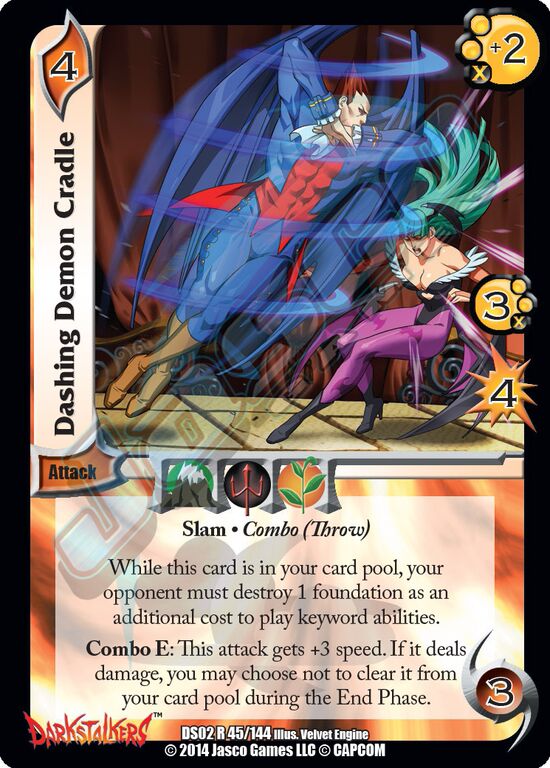 4
+2
X
Dashing Demon Cradle
3
X
4
Attack
Slam • Combo (Throw)
While this card is in your card pool, your
opponent must destroy 1 foundation as an
additional cost to play keyword abilities.
Combo E: This attack gets +3 speed. If it deals
damage, you may choose not to clear it from
your card pool during the End Phase.
3
DARKSTALKERS™
DS02 R 45/144 Illus. Velvet Engine
© 2014 Jasco Games LLC © CAPCOM